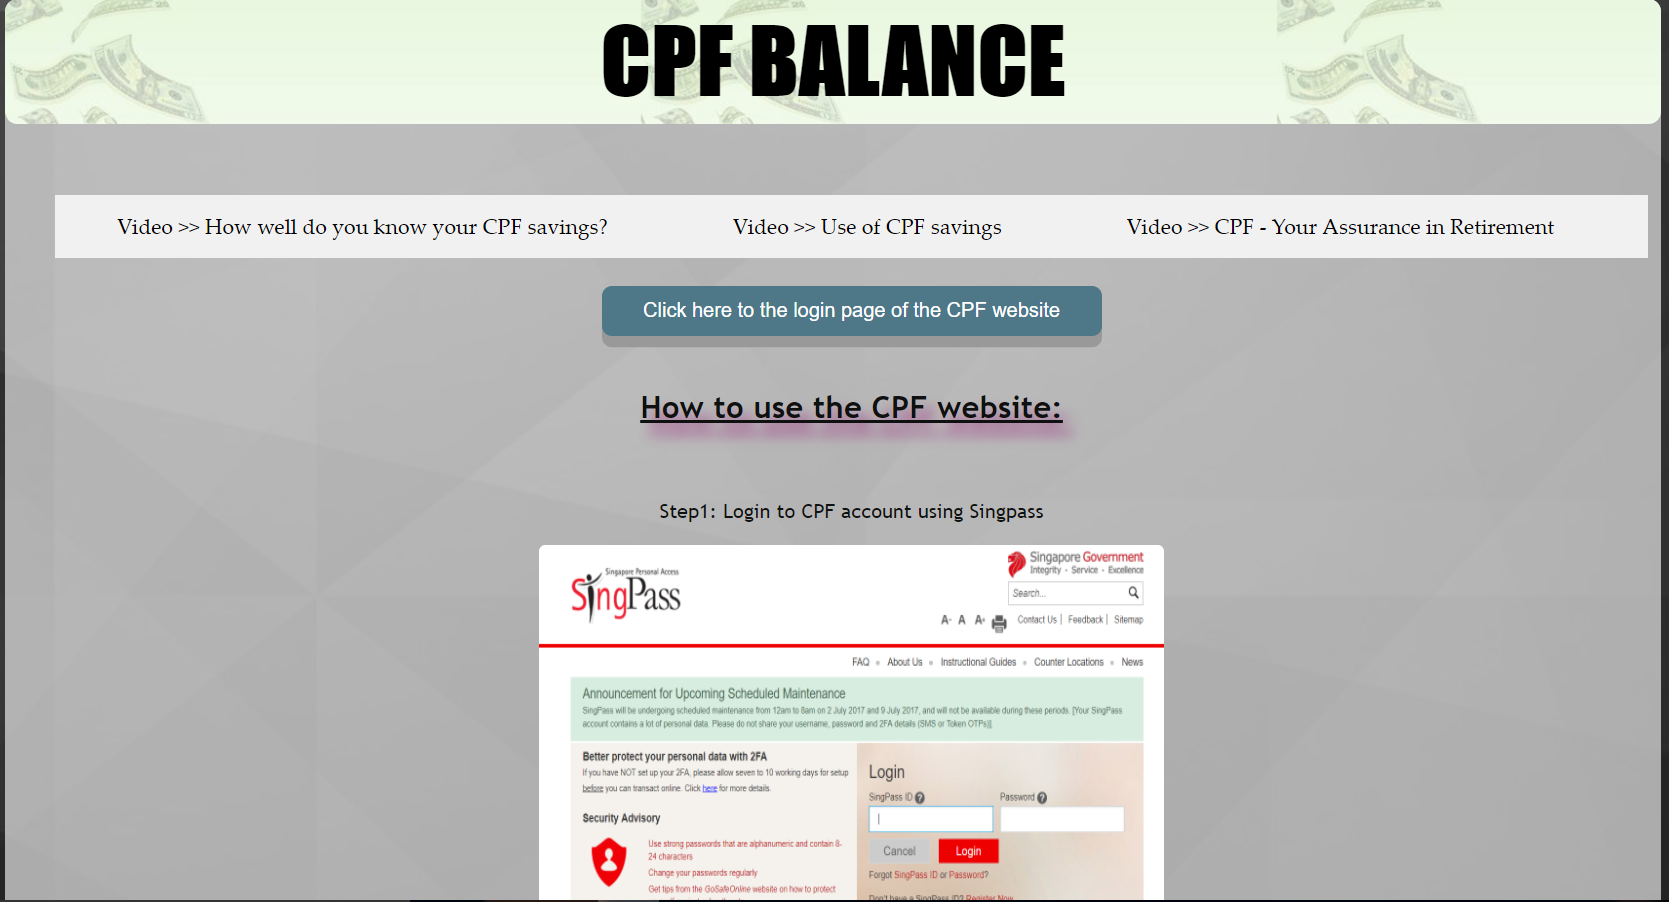 CPF BALANCE
Video >> How well do you know your CPF savings?
Video >> Use of CPF savings
Video >> CPF - Your Assurance in Retirement
Click here to the login page of the CPF website
How to use the CPF website:
Step1: Login to CPF account using Singpass
Singapore Personal Access
SingPass
Singapore Government
Integrity · Service · Excellence
Search...
A- A A+ Contact Us | Feedback | Sitemap
FAQ • About Us • Instructional Guides • Counter Locations • News
Announcement for Upcoming Scheduled Maintenance
SingPass will be undergoing scheduled maintenance from 12am to 8am on 2 July 2017 and 9 July 2017, and will not be available during these periods. [Your SingPass
account contains a lot of personal data. Please do not share your username, password and 2FA details (SMS or Token OTPs)]
Better protect your personal data with 2FA
If you have NOT set up your 2FA, please allow seven to 10 working days for setup
before you can transact online. Click here for more details.
Security Advisory
Use strong passwords that are alphanumeric and contain 8-
24 characters
Change your passwords regularly
Get tips from the GoSafeOnline website on how to protect
Login
SingPass ID ? Password ?
Cancel Login
Forgot SingPass ID or Password?
Don't have a SingPass ID? Register Now